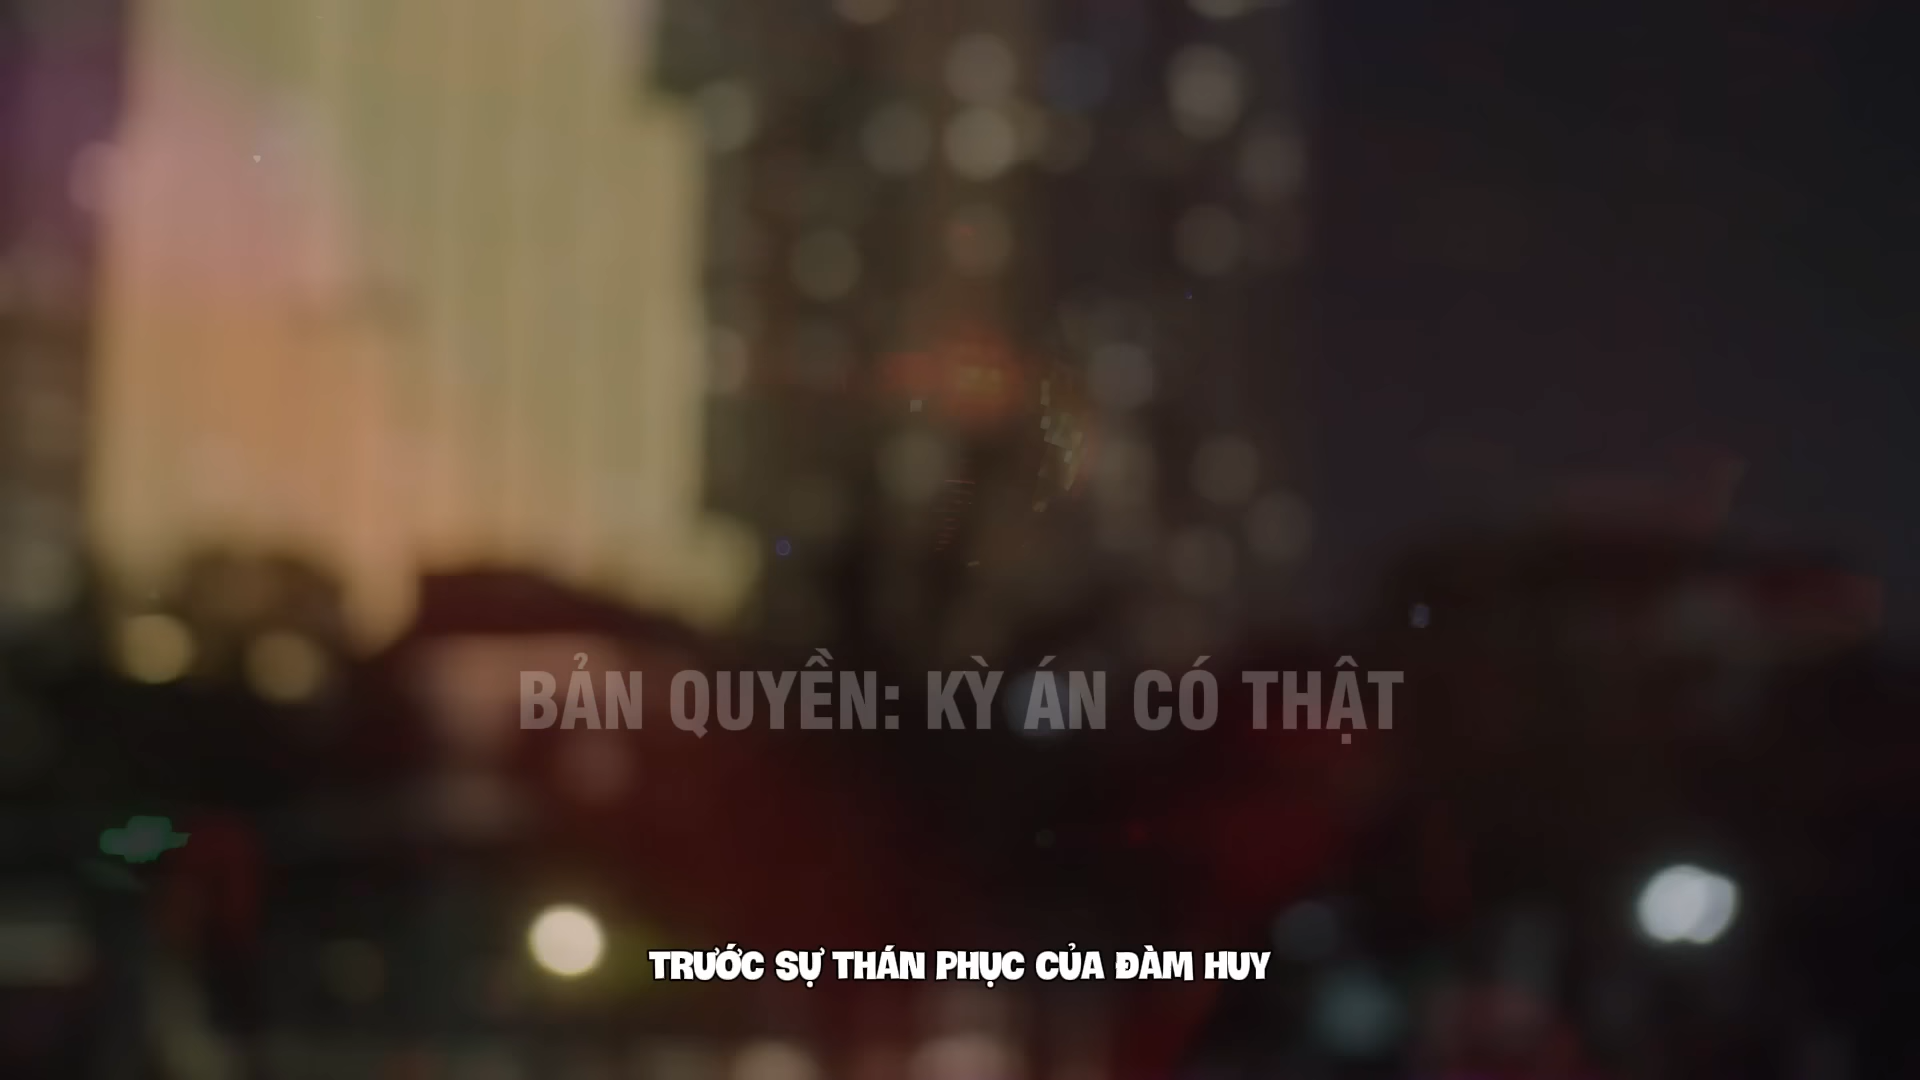 BẢN QUYỀN: KỲ ÁN CÓ THẬT
TRƯỚC SỰ THÁN PHỤC CỦA ĐÀM HUY